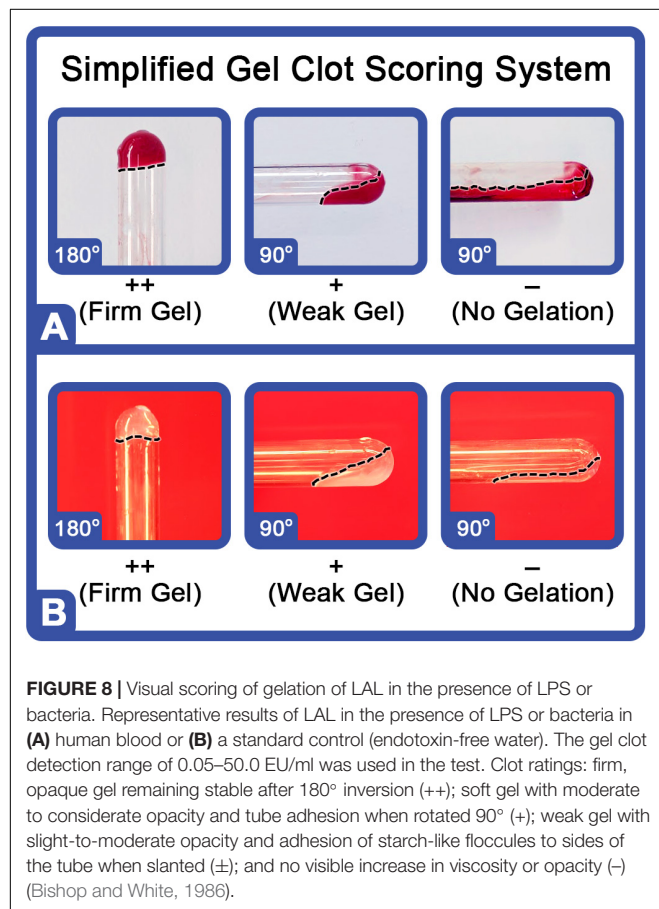 Simplified Gel Clot Scoring System
180º 90º 90º
++ + –
(Firm Gel) (Weak Gel) (No Gelation)
A
180º 90º 90º
++ + –
(Firm Gel) (Weak Gel) (No Gelation)
B
FIGURE 8 | Visual scoring of gelation of LAL in the presence of LPS or
bacteria. Representative results of LAL in the presence of LPS or bacteria in
(A) human blood or (B) a standard control (endotoxin-free water). The gel clot
detection range of 0.05–50.0 EU/ml was used in the test. Clot ratings: firm,
opaque gel remaining stable after 180° inversion (++); soft gel with moderate
to considerate opacity and tube adhesion when rotated 90° (+); weak gel with
slight-to-moderate opacity and adhesion of starch-like floccules to sides of
the tube when slanted (±); and no visible increase in viscosity or opacity (–)
(Bishop and White, 1986).